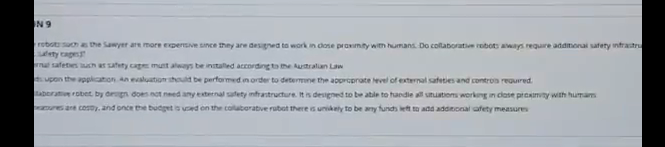 ON 9
robots such as the Sawyer are more expensive since they are designed to work in close proximity with humans. Do collaborative robots always require additional safety infrastru
safety cages)?
rnal safeties such as safety cages must always be installed according to the Australian Law
ds upon the application. An evaluation should be performed in order to determine the appropriate level of external safeties and controls required.
laborative robot, by design, does not need any external safety infrastructure. It is designed to be able to handle all situations working in close proximity with humans
measures are costly, and once the budget is used on the collaborative robot there is unlikely to be any funds left to add additional safety measures